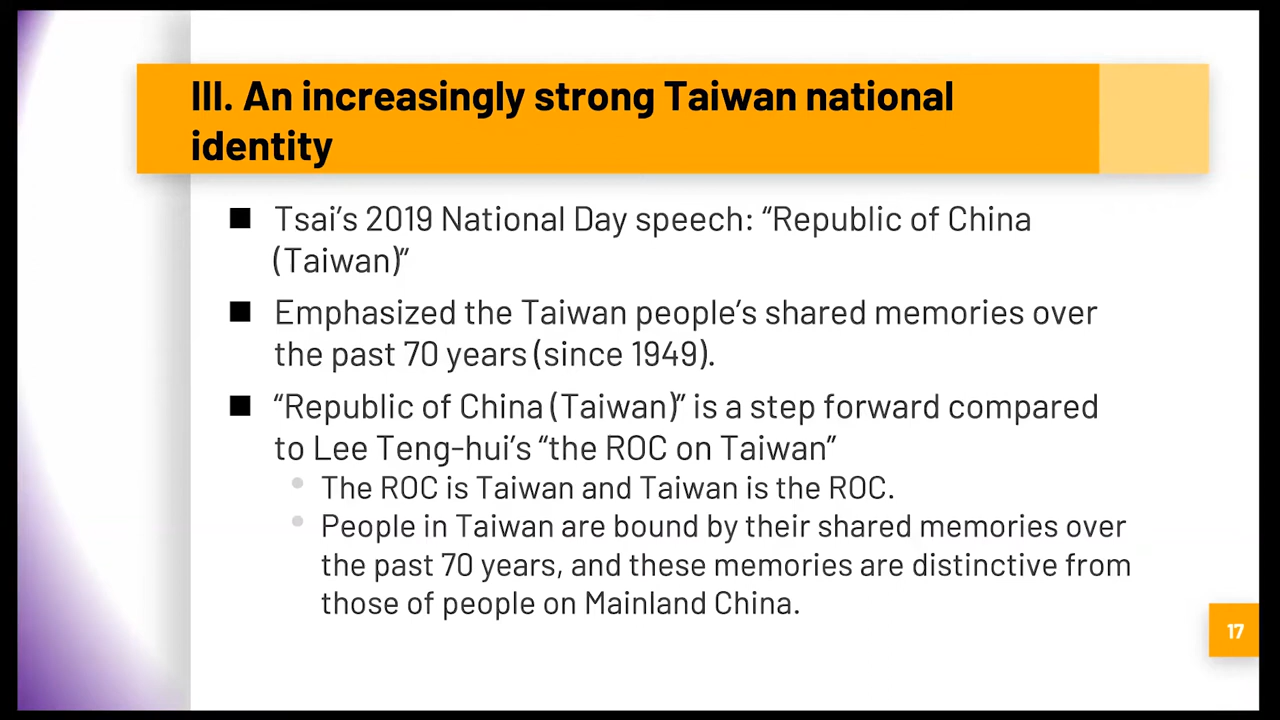 III. An increasingly strong Taiwan national
identity
■ Tsai’s 2019 National Day speech: “Republic of China
(Taiwan)”
■ Emphasized the Taiwan people’s shared memories over
the past 70 years (since 1949).
■ “Republic of China (Taiwan)” is a step forward compared
to Lee Teng-hui’s “the ROC on Taiwan”
• The ROC is Taiwan and Taiwan is the ROC.
• People in Taiwan are bound by their shared memories over
the past 70 years, and these memories are distinctive from
those of people on Mainland China.
17